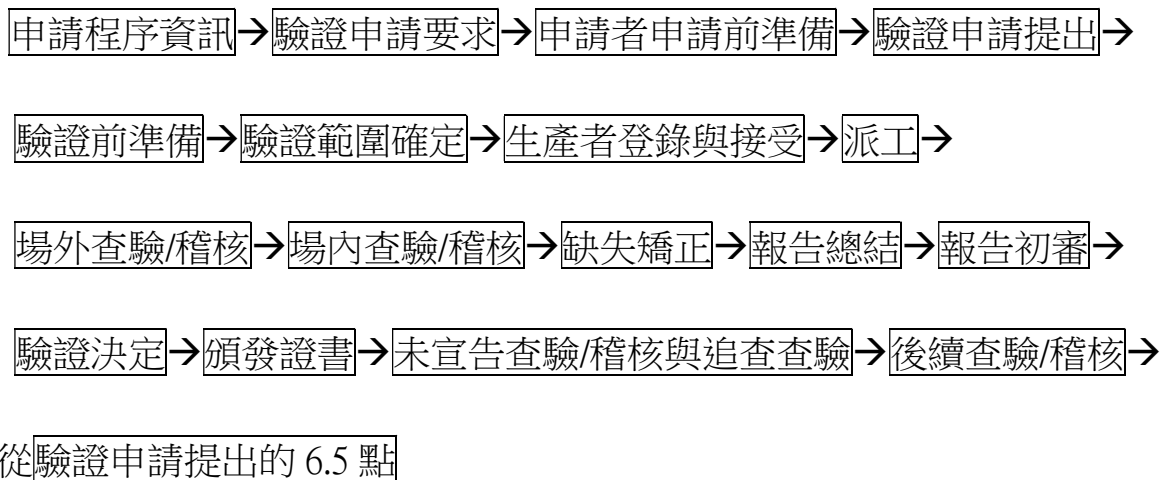 申請程序資訊→驗證申請要求→申請者申請前準備→驗證申請提出→
驗證前準備→驗證範圍確定→生產者登錄與接受→派工→
場外查驗/稽核→場內查驗/稽核→缺失矯正→報告總結→報告初審→
驗證決定→頒發證書→未宣告查驗/稽核與追查查驗→後續查驗/稽核→
從驗證申請提出的 6.5 點